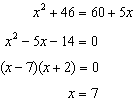 x² + 46 = 60 + 5x
x² − 5x − 14 = 0
(x − 7)(x + 2) = 0
x = 7